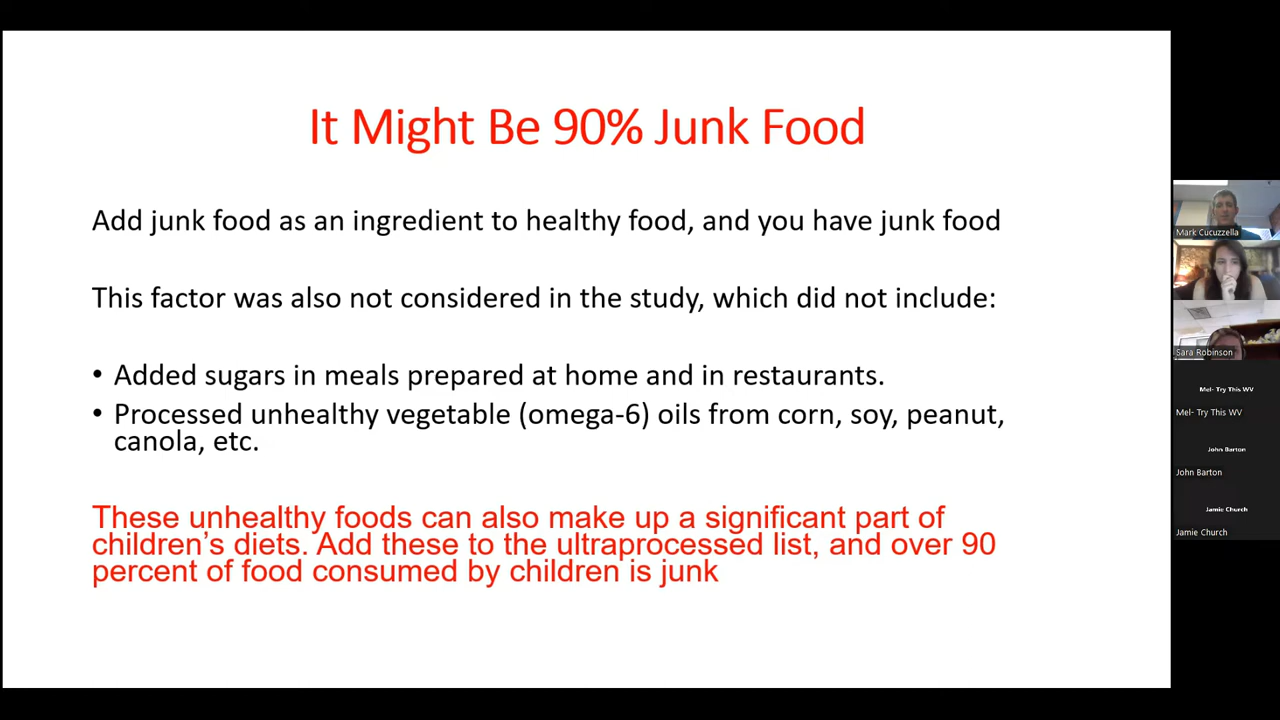 It Might Be 90% Junk Food
Add junk food as an ingredient to healthy food, and you have junk food
This factor was also not considered in the study, which did not include:
• Added sugars in meals prepared at home and in restaurants.
• Processed unhealthy vegetable (omega-6) oils from corn, soy, peanut,
canola, etc.
These unhealthy foods can also make up a significant part of
children’s diets. Add these to the ultraprocessed list, and over 90
percent of food consumed by children is junk
Mark Cucuzzella
Sara Robinson
Mel- Try This WV
Mel- Try This WV
John Barton
John Barton
Jamie Church
Jamie Church